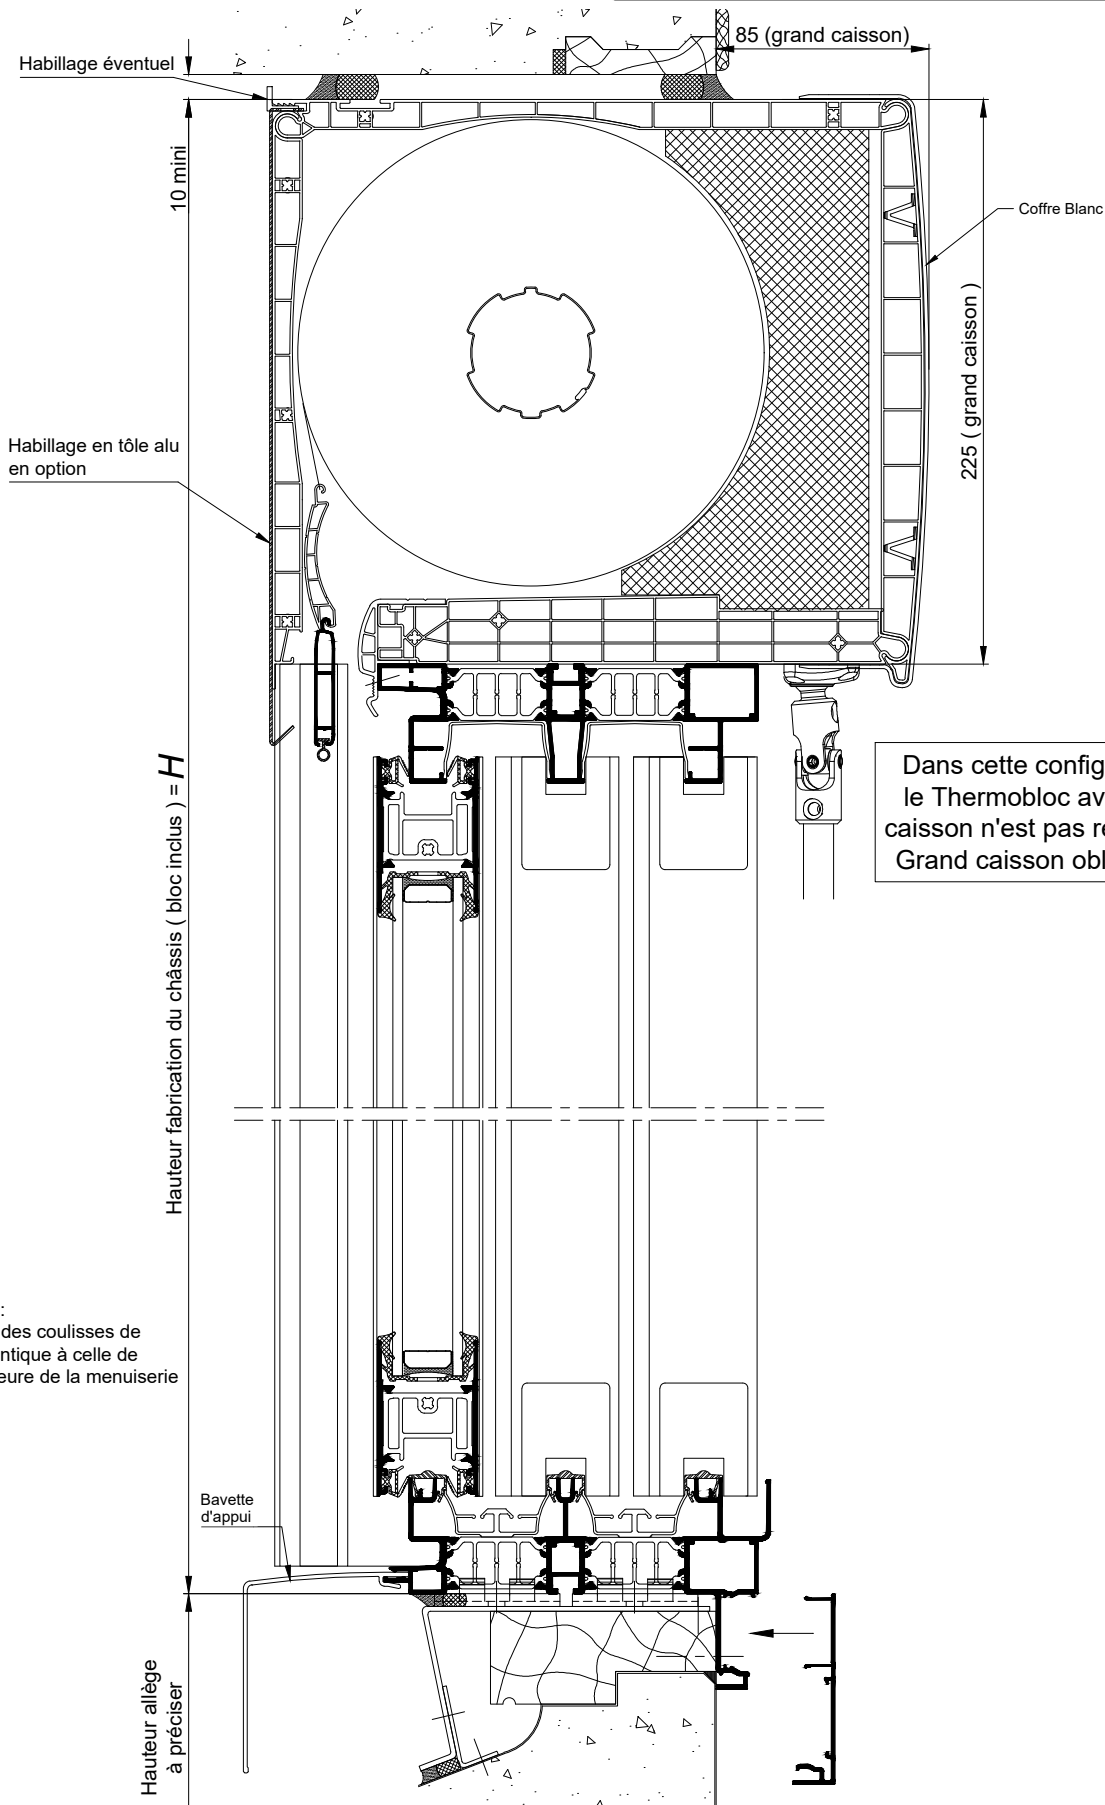 85 (grand caisson)
Habillage éventuel
10 mini
Coffre Blanc
225 ( grand caisson )
Habillage en tôle alu
en option
Dans cette config
le Thermobloc av
caisson n'est pas re
Grand caisson obl
Hauteur fabrication du châssis ( bloc inclus ) = H
:
des coulisses de
ntique à celle de
eure de la menuiserie
Bavette
d'appui
Hauteur allège
à préciser